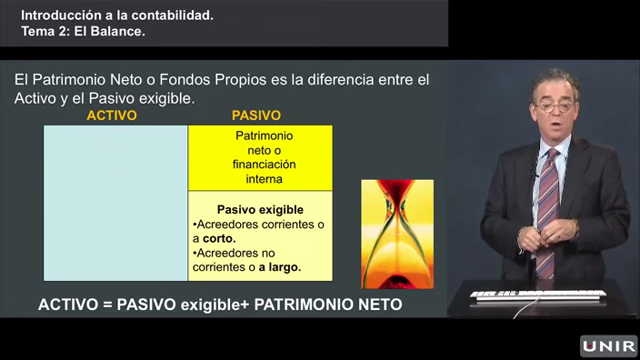 Introducción a la contabilidad.
Tema 2: El Balance.
El Patrimonio Neto o Fondos Propios es la diferencia entre el
Activo y el Pasivo exigible.
ACTIVO
PASIVO
Patrimonio
neto o
financiación
interna
Pasivo exigible
•Acreedores corrientes o
a corto.
•Acreedores no
corrientes o a largo.
ACTIVO = PASIVO exigible+ PATRIMONIO NETO
UNIR